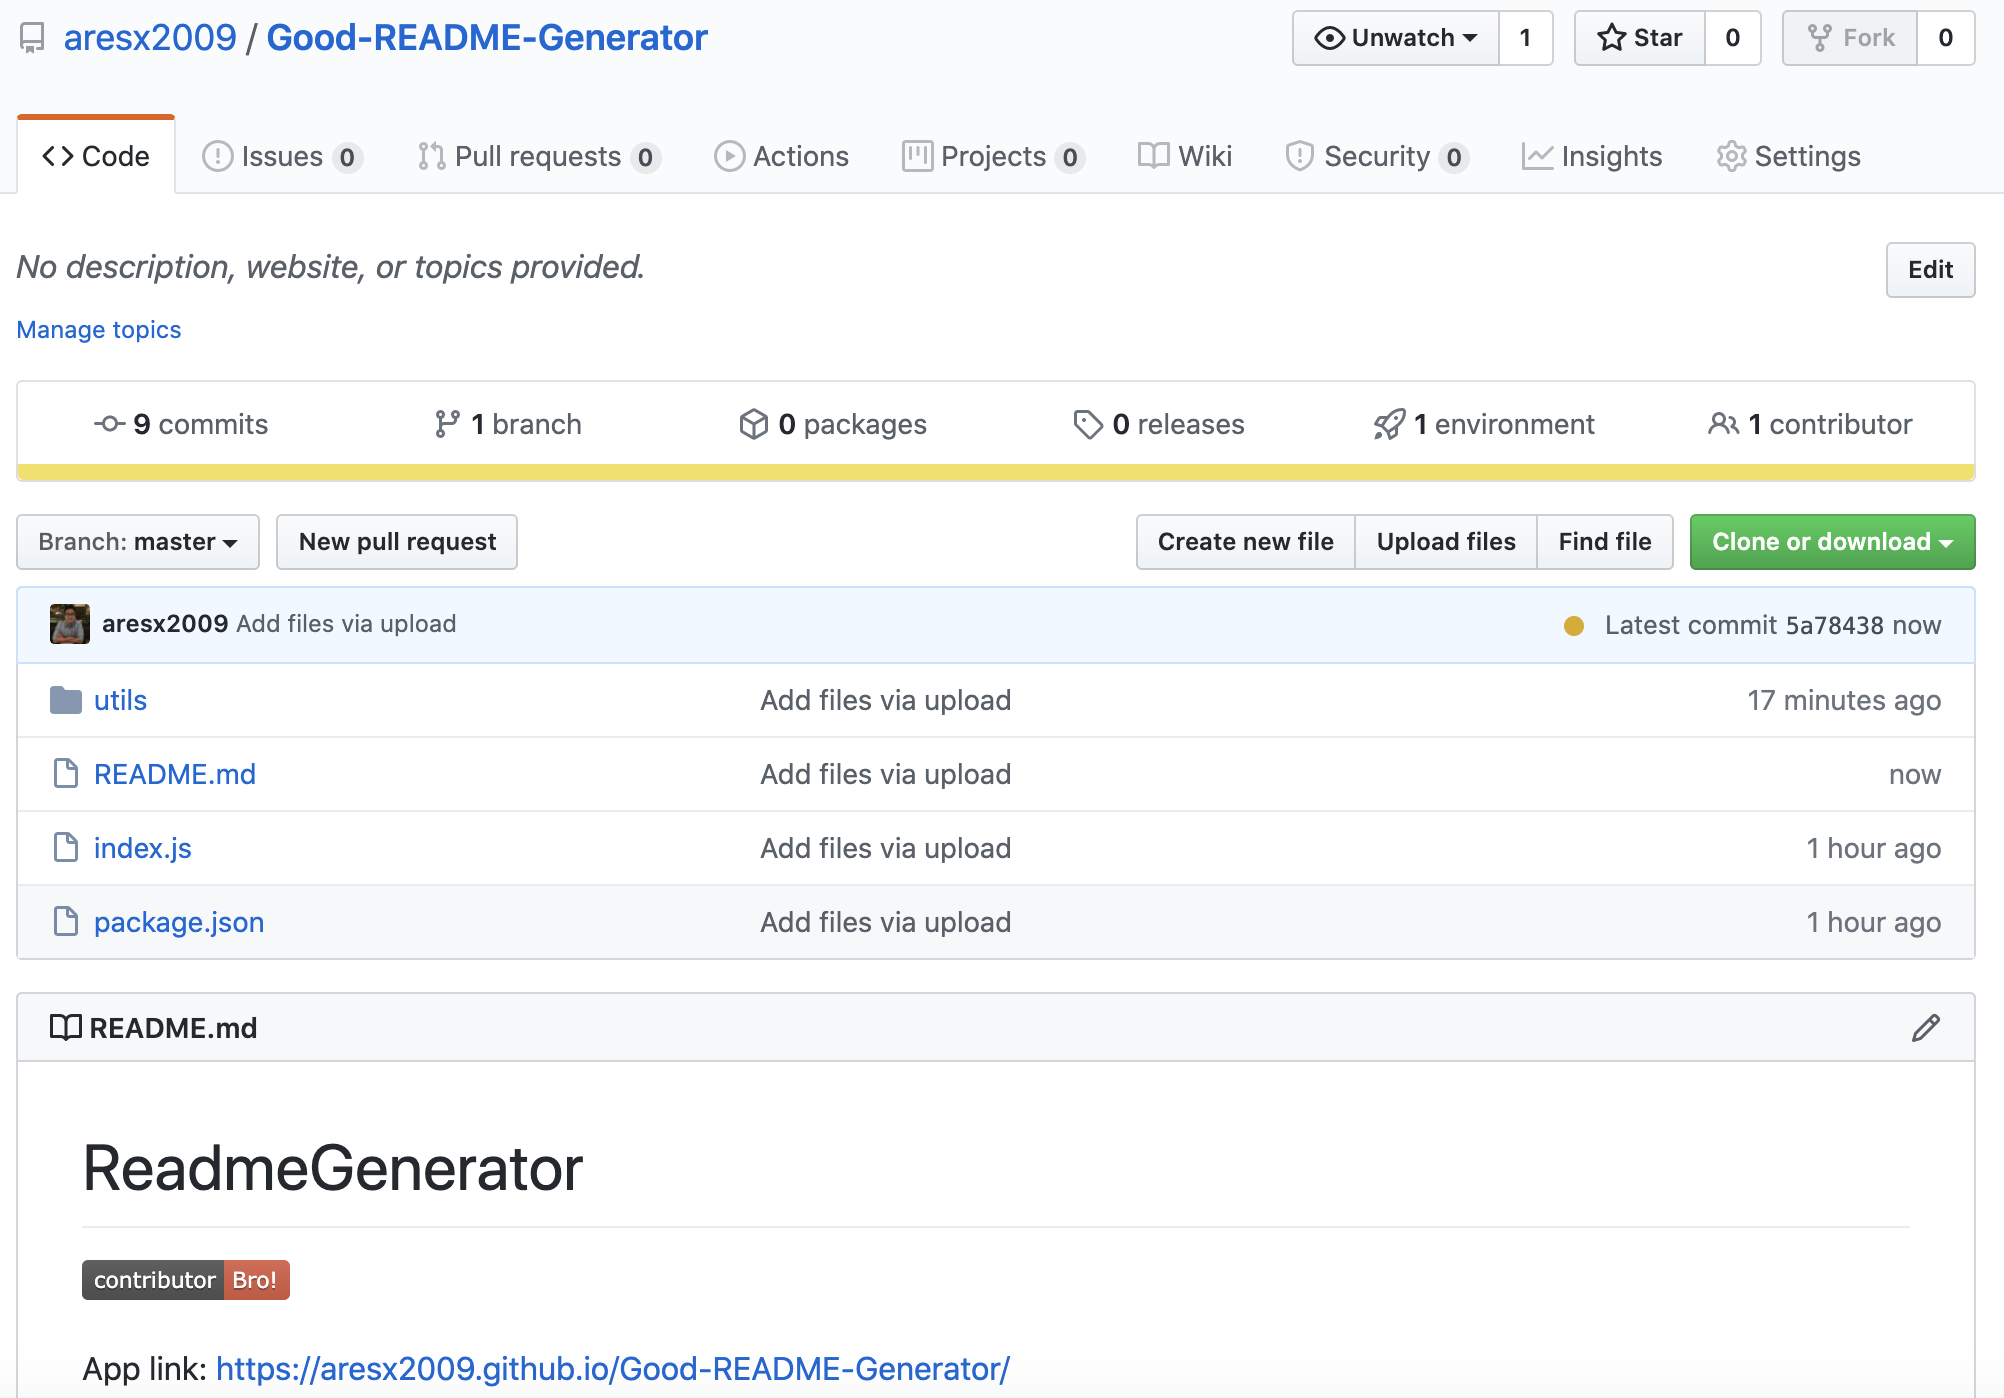 aresx2009 / Good-README-Generator
Unwatch 1 Star 0 Fork 0
Code Issues 0 Pull requests 0 Actions Projects 0 Wiki Security 0 Insights Settings
No description, website, or topics provided.
Edit
Manage topics
9 commits 1 branch 0 packages 0 releases 1 environment 1 contributor
Branch: master New pull request Create new file Upload files Find file Clone or download
aresx2009 Add files via upload Latest commit 5a78438 now
utils Add files via upload 17 minutes ago
README.md Add files via upload now
index.js Add files via upload 1 hour ago
package.json Add files via upload 1 hour ago
README.md
ReadmeGenerator
contributor Bro!
App link: https://aresx2009.github.io/Good-README-Generator/